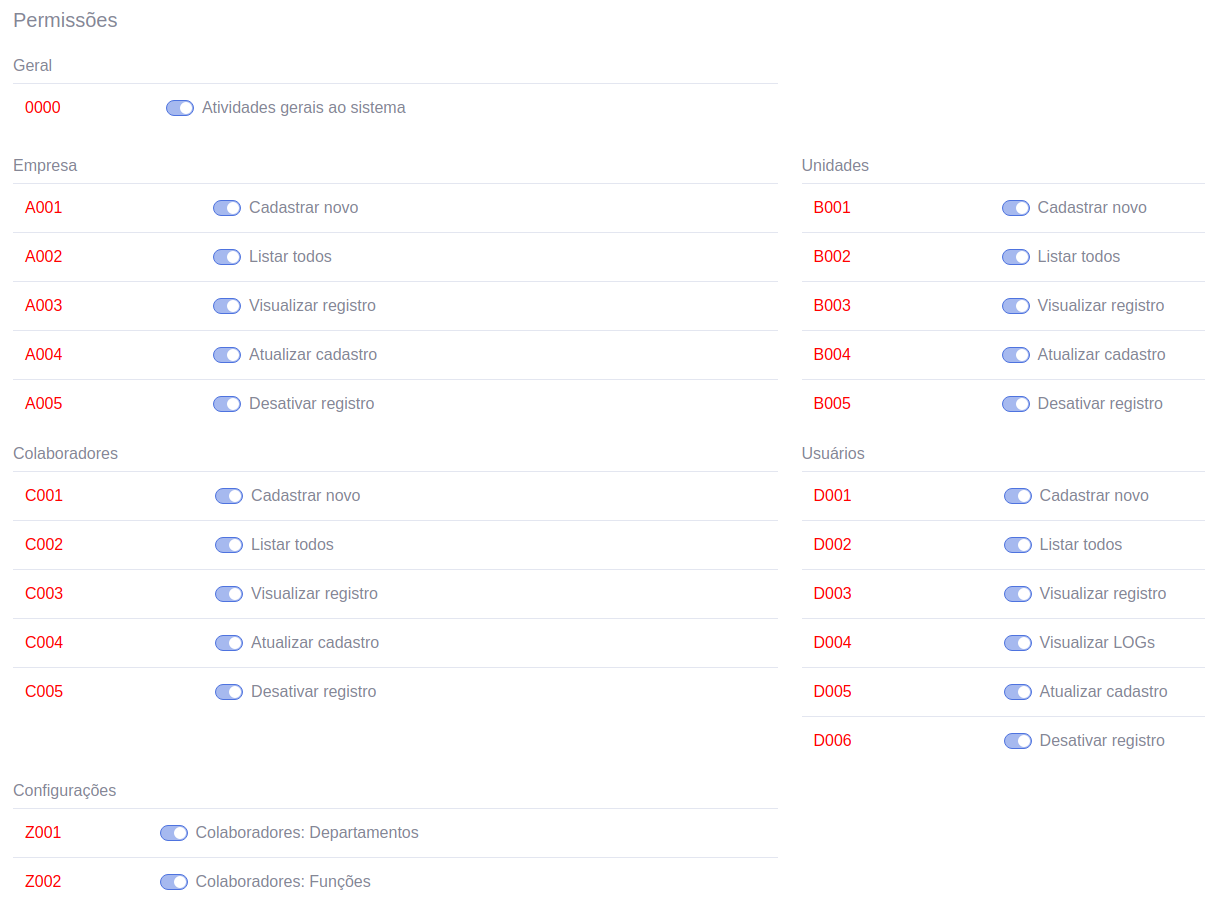 Permissões
Geral
0000 Atividades gerais ao sistema
Empresa
A001 Cadastrar novo
A002 Listar todos
A003 Visualizar registro
A004 Atualizar cadastro
A005 Desativar registro
Unidades
B001 Cadastrar novo
B002 Listar todos
B003 Visualizar registro
B004 Atualizar cadastro
B005 Desativar registro
Colaboradores
C001 Cadastrar novo
C002 Listar todos
C003 Visualizar registro
C004 Atualizar cadastro
C005 Desativar registro
Usuários
D001 Cadastrar novo
D002 Listar todos
D003 Visualizar registro
D004 Visualizar LOGs
D005 Atualizar cadastro
D006 Desativar registro
Configurações
Z001 Colaboradores: Departamentos
Z002 Colaboradores: Funções